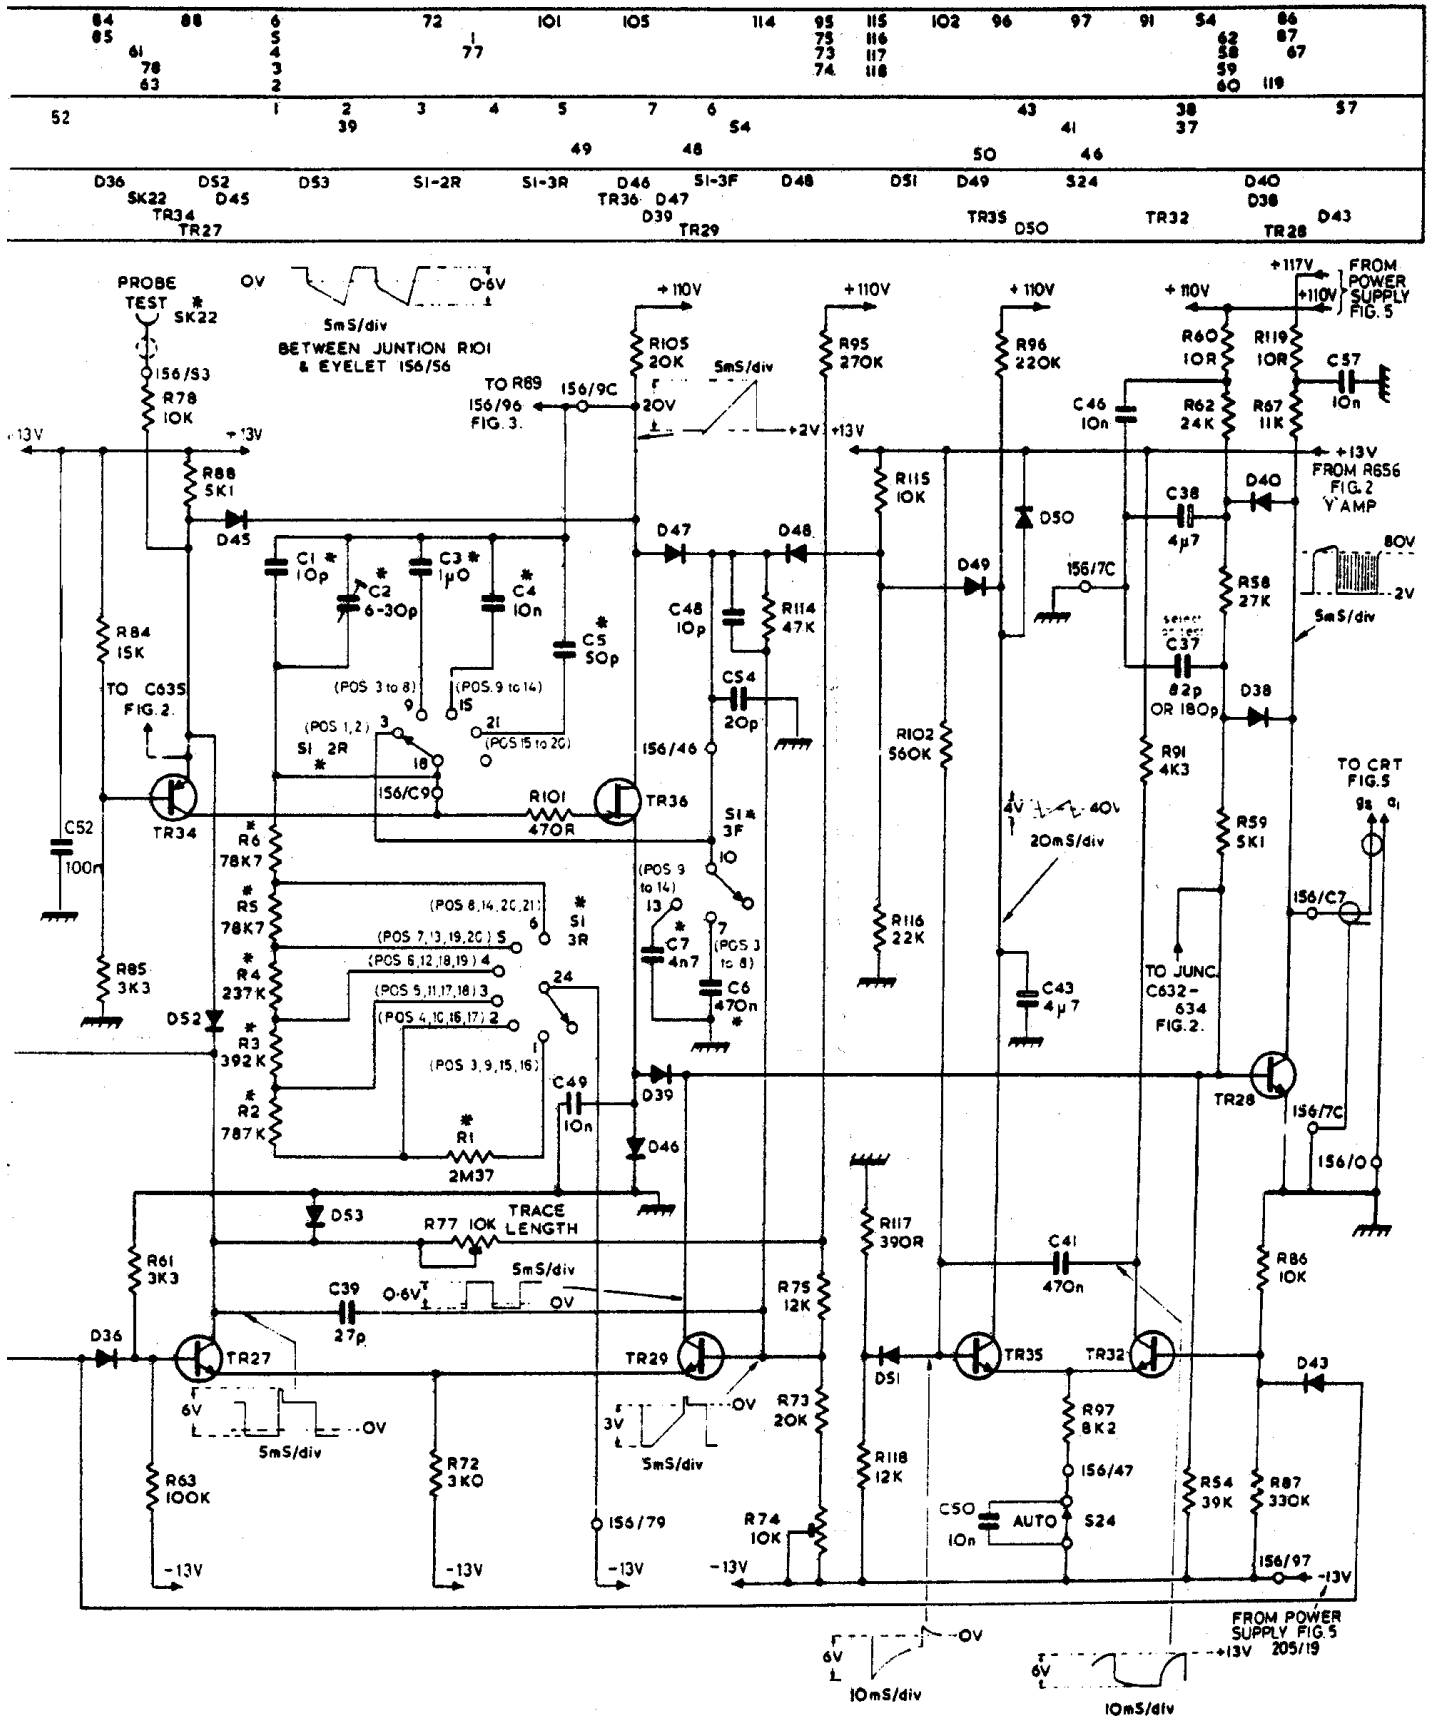 84 88 6 72 101 105 114 95 115 102 96 97 91 54 86
85 5 1 75 116 62 87
61 4 77 73 117 58 67
78 3 74 118 59
63 2 60 119
52 1 2 3 4 5 7 6 43 38 57
39 54 41 37
49 48 50 46
D36 D52 D53 S1-2R S1-3R D46 S1-3F D48 D51 D49 S24 D40
SK22 D45 TR36 D47 D38
TR34 D39 TR35 TR32 D43
TR27 TR29 D50 TR28
PROBE
TEST *
SK22
0V
0·6V
5mS/div
BETWEEN JUNTION R101
& EYELET 156/56
+110V
+110V
+110V
+110V
+117V
+110V
FROM
POWER
SUPPLY
FIG.5
156/S3
R78
10K
R105
20K
R95
270K
R96
220K
R60
10R
R119
10R
C57
10n
TO R89
156/96
FIG. 3.
156/9C
5mS/div
20V
+2V
C46
10n
R62
24K
R67
11K
13V
+13V
+13V
+13V
FROM R656
FIG.2
Y AMP
R88
5K1
D45
R115
10K
D50
C38
4µ7
D40
D47
D48
D49
156/7C
80V
-2V
5mS/div
C1 *
10p
*
C2
6-30p
C3 *
1µ0
*
C4
10n
*
C5
50p
C48
10p
R114
47K
R58
27K
select
on test
C37
82p
OR 180p
R84
15K
TO C635
FIG.2.
(POS 3 to 8)
9
(POS.9 to 14)
15
(POS 1,2)
3
21
(POS 15 to 20)
S1 2R
*
18
156/C9
C54
20p
156/46
D38
R102
560K
R91
4K3
TO CRT
FIG.5
g2 a1
TR34
R101
470R
TR36
S1 *
3F
10
4V
40V
20mS/div
R59
5K1
C52
100n
*
R6
78K7
*
R5
78K7
*
R4
237K
*
R3
392K
*
R2
787K
(POS 8,14,20,21)
6
*
S1
3R
(POS 7,13,19,20) 5
(POS 6,12,18,19) 4
24
(POS 5,11,17,18) 3
(POS 4,10,16,17) 2
(POS 3,9,15,16)
1
(POS 9
to 14)
13
7
*
C7
4n7
(POS 3
to 8)
C6
470n
*
R116
22K
C43
4µ7
156/C7
TO JUNC.
C632-
634
FIG.2.
R85
3K3
D52
C49
10n
D39
D46
TR28
156/7C
156/0
*
R1
2M37
D53
R77 10K
TRACE
LENGTH
R61
3K3
R117
390R
C41
470n
R86
10K
5mS/div
0·6V
0V
C39
27p
R75
12K
D36
TR27
TR29
D51
TR35
TR32
D43
6V
0V
5mS/div
3V
0V
5mS/div
R73
20K
R97
8K2
156/47
R63
100K
R72
3K0
R118
12K
C50
10n
AUTO
S24
R54
39K
R87
330K
156/79
R74
10K
-13V
-13V
-13V
-13V
156/97
-13V
FROM POWER
SUPPLY FIG.5
205/19
6V
0V
10mS/div
6V
+13V
10mS/div